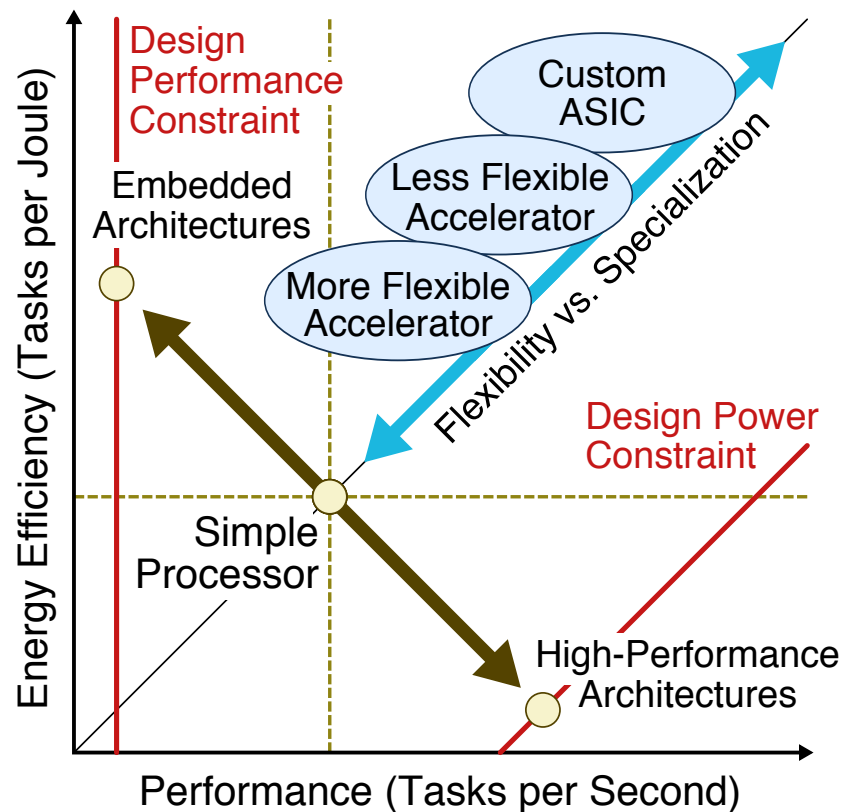 Design
Performance
Constraint
Custom
ASIC
Less Flexible
Accelerator
More Flexible
Accelerator
Embedded
Architectures
Flexibility vs. Specialization
Design Power
Constraint
Simple
Processor
High-Performance
Architectures
Energy Efficiency (Tasks per Joule)
Performance (Tasks per Second)